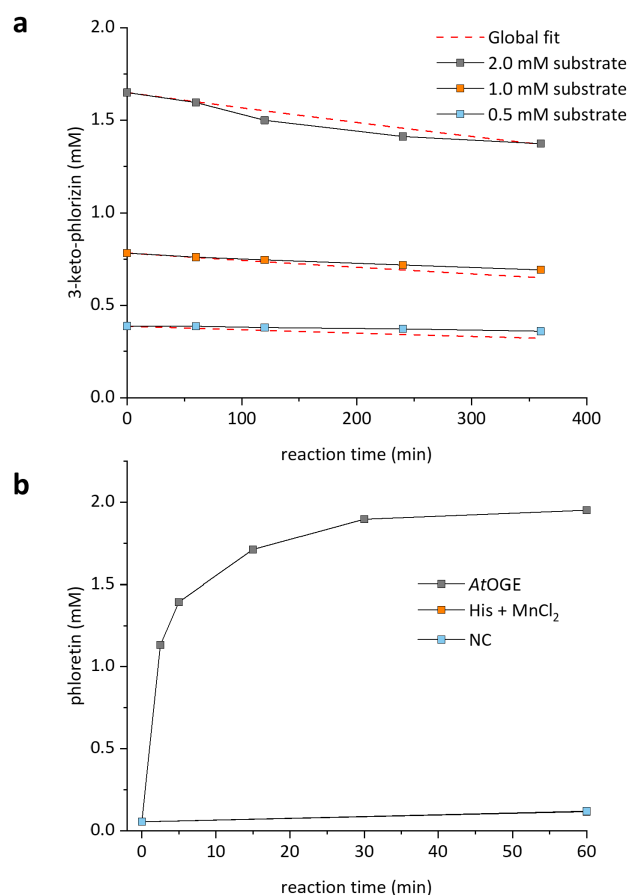 a
2.0
1.5
1.0
0.5
0.0
3-keto-phlorizin (mM)
Global fit
2.0 mM substrate
1.0 mM substrate
0.5 mM substrate
0 100 200 300 400
reaction time (min)
b
2.0
1.5
1.0
0.5
0.0
phloretin (mM)
AtOGE
His + MnCl₂
NC
0 10 20 30 40 50 60
reaction time (min)